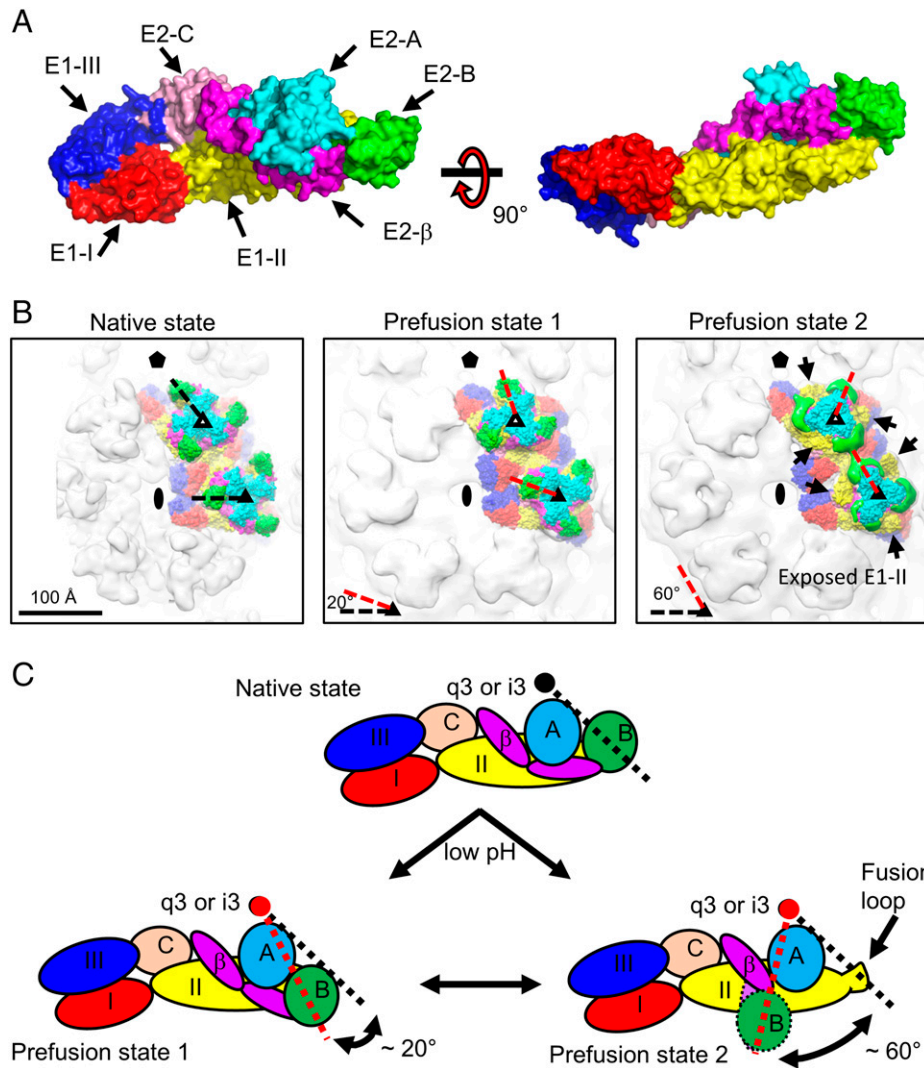 A
E2-C
E2-A
E1-III
E2-B
E1-I
E1-II
E2-β
90°
B
Native state
Prefusion state 1
Prefusion state 2
100 Å
20°
60°
Exposed E1-II
C
Native state
q3 or i3
III
C
β
A
B
II
I
low pH
Fusion
loop
q3 or i3
q3 or i3
III
C
β
A
II
B
I
III
C
β
A
II
B
I
Prefusion state 1
~ 20°
Prefusion state 2
~ 60°